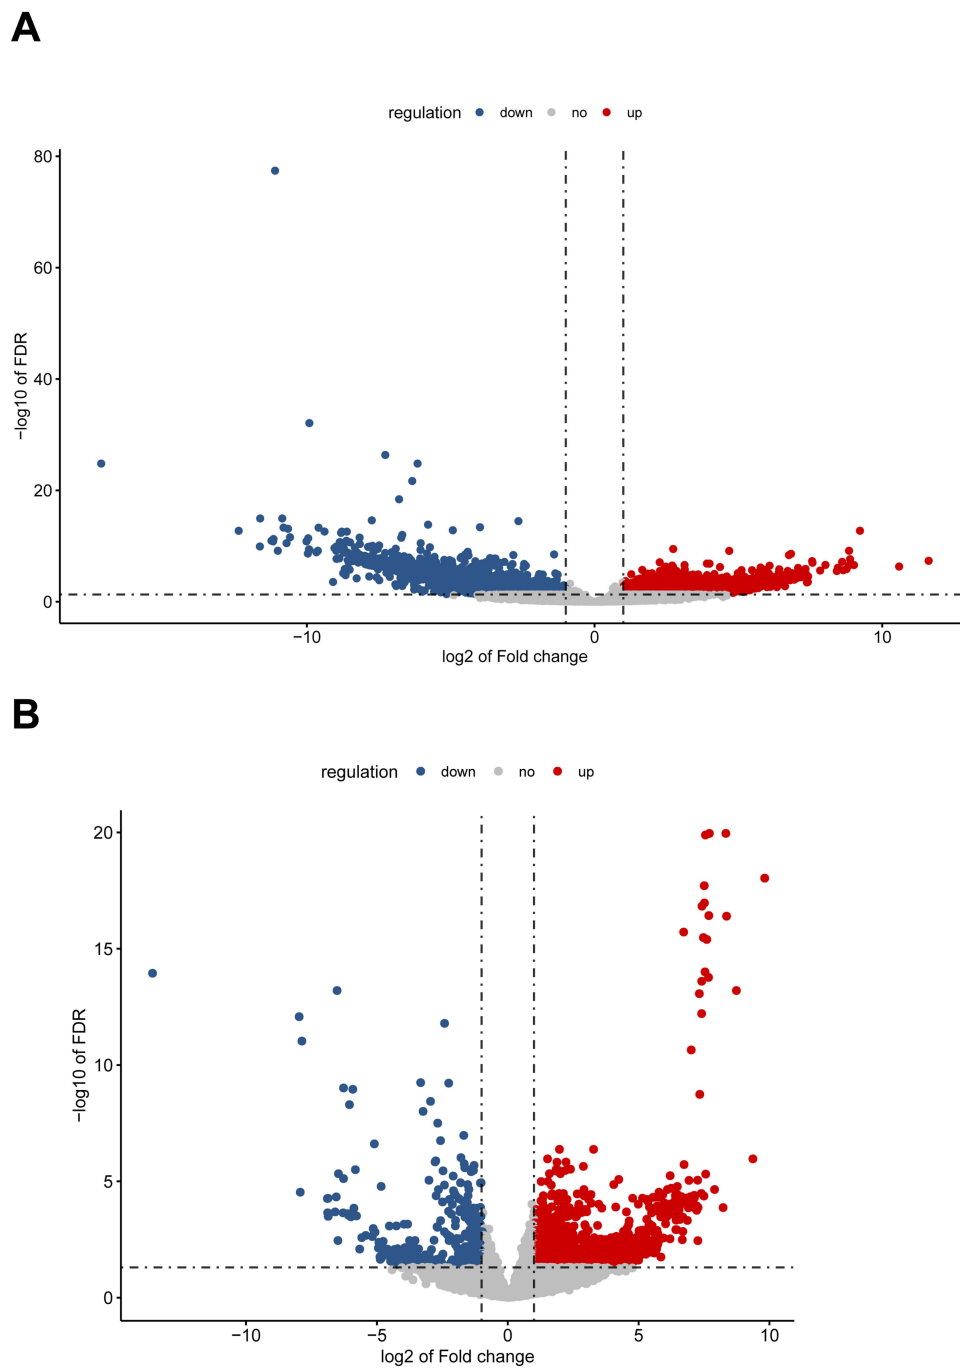 A
regulation down no up
80
60
40
20
0
−log10 of FDR
−10 0 10
log2 of Fold change
B
regulation down no up
20
15
10
5
0
−log10 of FDR
−10 −5 0 5 10
log2 of Fold change